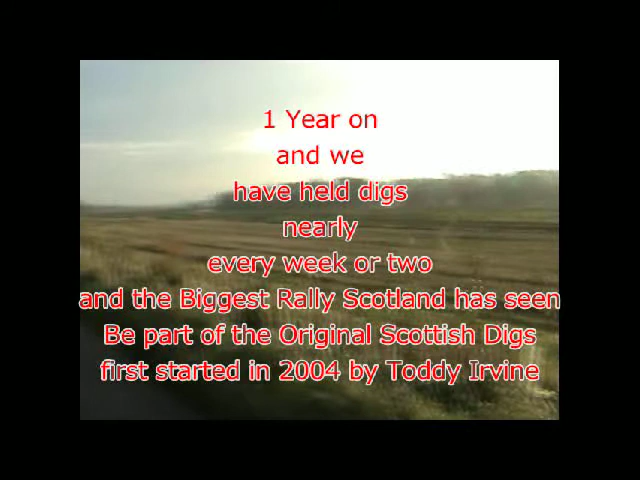 1 Year on
and we
have held digs
nearly
every week or two
and the Biggest Rally Scotland has seen
Be part of the Original Scottish Digs
first started in 2004 by Toddy Irvine